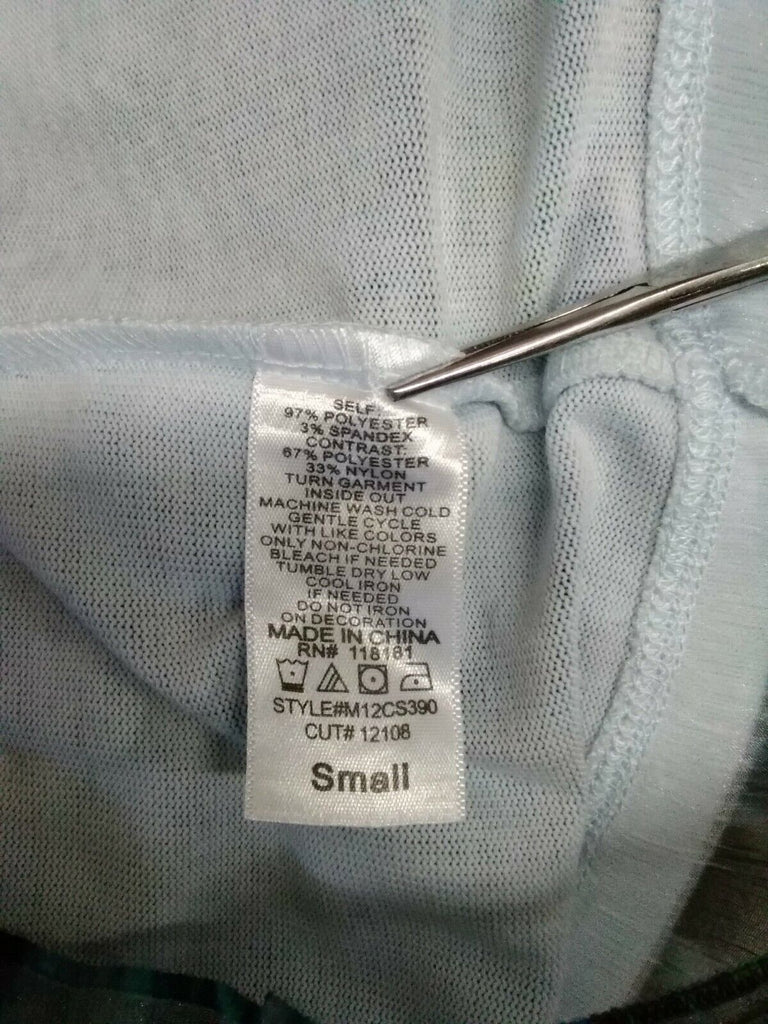 SELF:
97% POLYESTER
3% SPANDEX
CONTRAST:
67% POLYESTER
33% NYLON
TURN GARMENT
INSIDE OUT
MACHINE WASH COLD
GENTLE CYCLE
WITH LIKE COLORS
ONLY NON-CHLORINE
BLEACH IF NEEDED
TUMBLE DRY LOW
COOL IRON
IF NEEDED
DO NOT IRON
ON DECORATION
MADE IN CHINA
RN# 118181
STYLE#M12CS390
CUT# 12108
Small